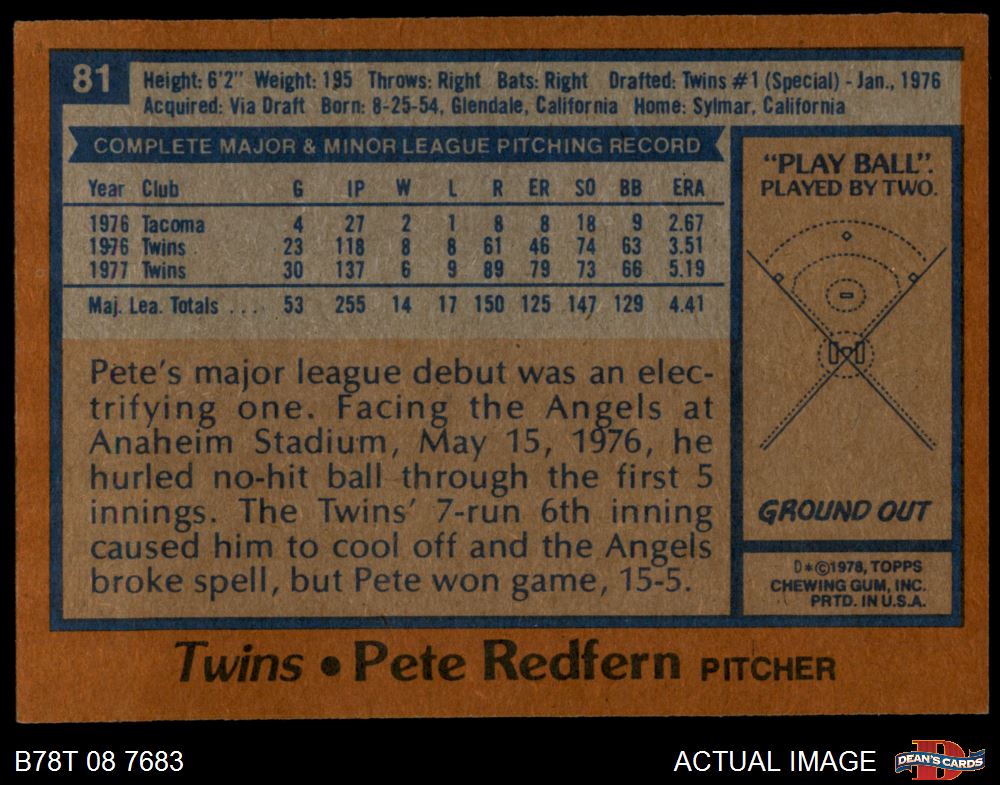 81
Height: 6'2" Weight: 195 Throws: Right Bats: Right Drafted: Twins #1 (Special) - Jan., 1976
Acquired: Via Draft Born: 8-25-54, Glendale, California Home: Sylmar, California
COMPLETE MAJOR & MINOR LEAGUE PITCHING RECORD
Year Club G IP W L R ER SO BB ERA
1976 Tacoma 4 27 2 1 8 8 18 9 2.67
1976 Twins 23 118 8 8 61 46 74 63 3.51
1977 Twins 30 137 6 9 89 79 73 66 5.19
Maj. Lea. Totals .... 53 255 14 17 150 125 147 129 4.41
Pete's major league debut was an elec-
trifying one. Facing the Angels at
Anaheim Stadium, May 15, 1976, he
hurled no-hit ball through the first 5
innings. The Twins' 7-run 6th inning
caused him to cool off and the Angels
broke spell, but Pete won game, 15-5.
"PLAY BALL".
PLAYED BY TWO.
GROUND OUT
D*©1978, TOPPS
CHEWING GUM, INC.
PRTD. IN U.S.A.
Twins • Pete Redfern PITCHER
B78T 08 7683
ACTUAL IMAGE
DEAN'S CARDS